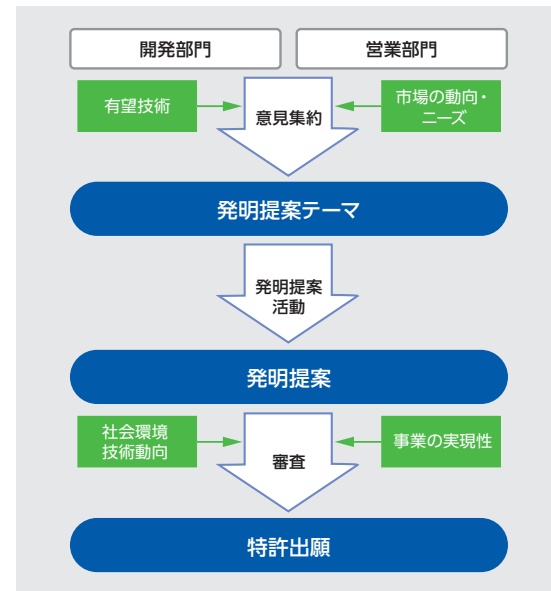 開発部門
営業部門
有望技術
意見集約
市場の動向・
ニーズ
発明提案テーマ
発明提案
活動
発明提案
社会環境
技術動向
審査
事業の実現性
特許出願